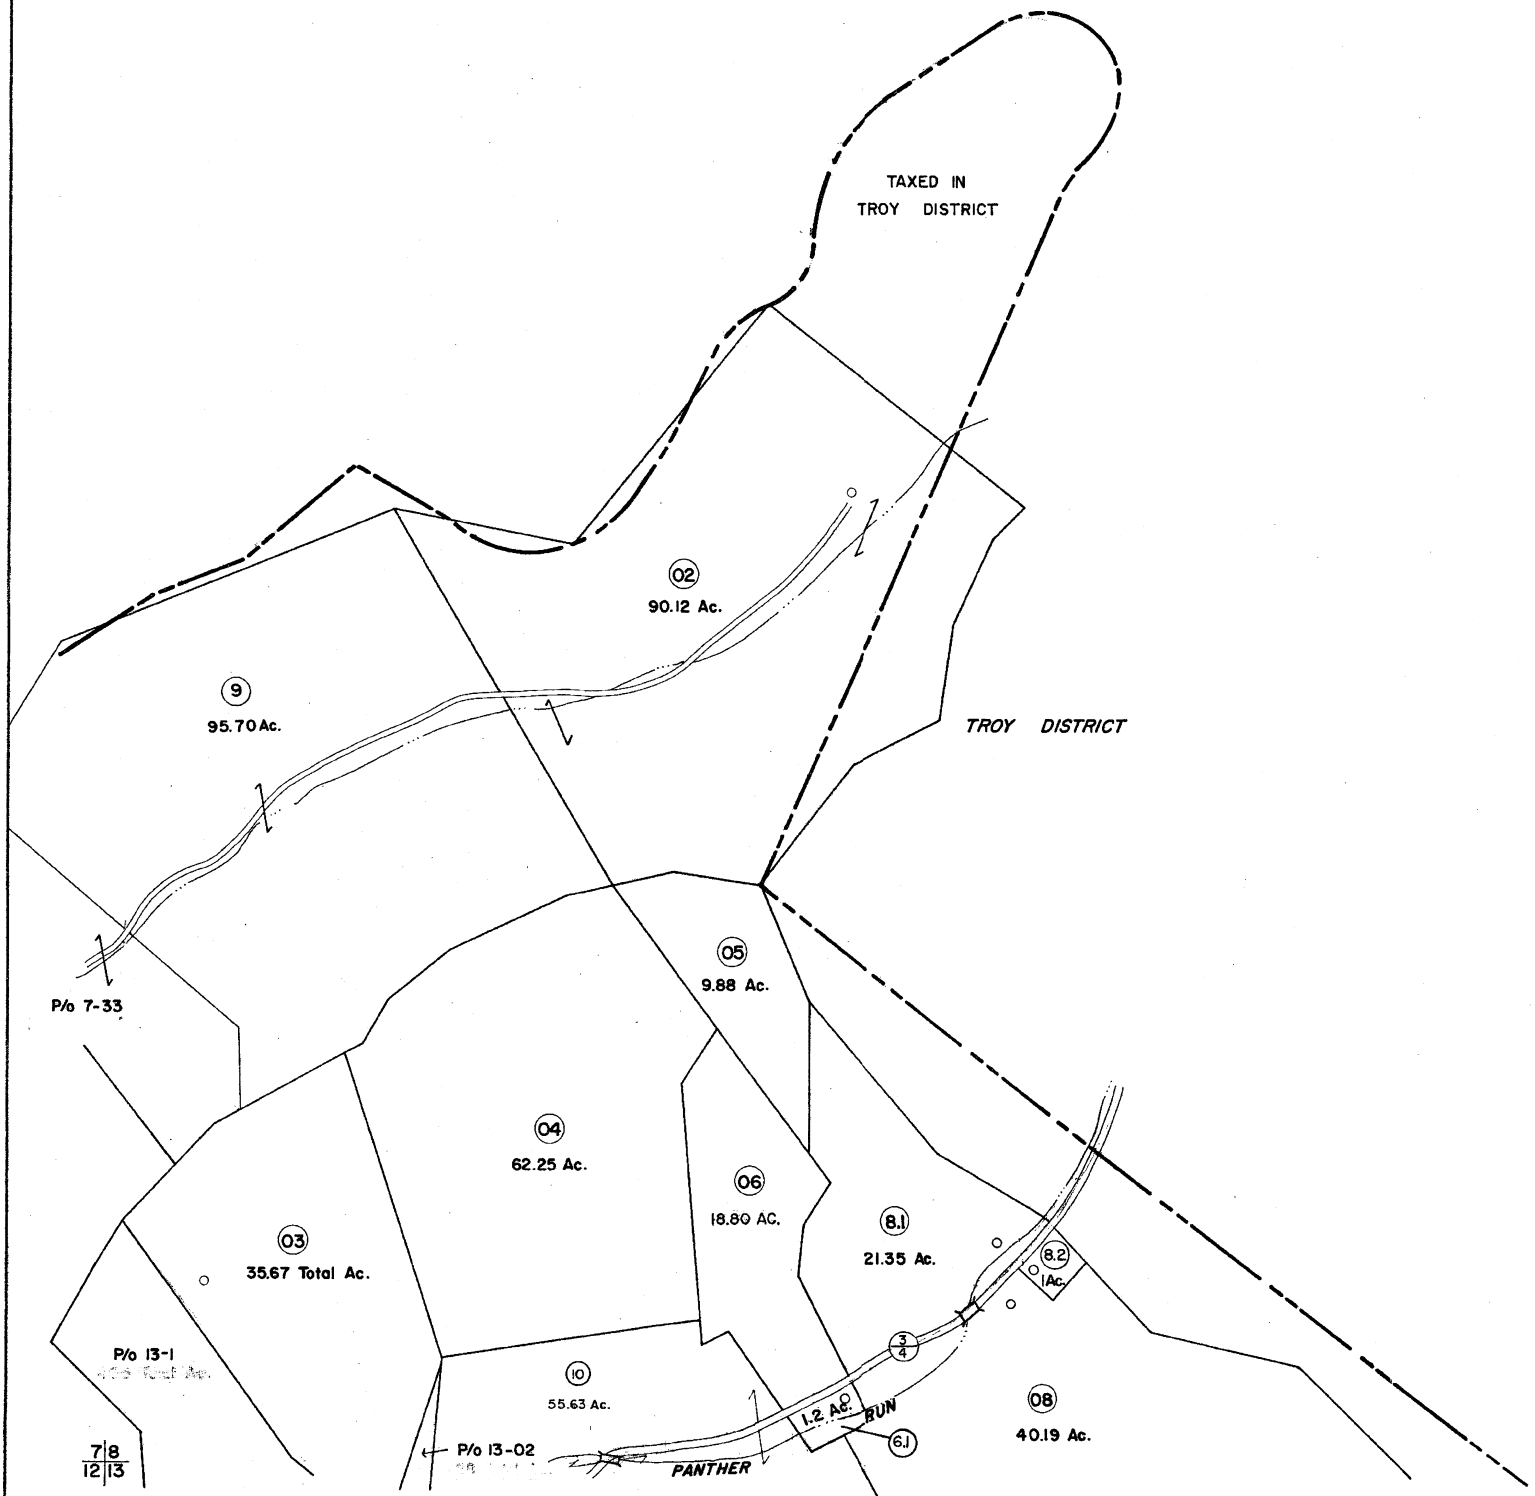 TAXED IN
TROY DISTRICT
02
90.12 Ac.
9
95.70 Ac.
TROY DISTRICT
05
9.88 Ac.
P/o 7-33
04
62.25 Ac.
06
18.80 AC.
8.1
21.35 Ac.
03
35.67 Total Ac.
8.2
1Ac.
3
4
P/o 13-1
10
55.63 Ac.
08
40.19 Ac.
1.2 Ac.
RUN
6.1
P/o 13-02
PANTHER
7 8
12 13